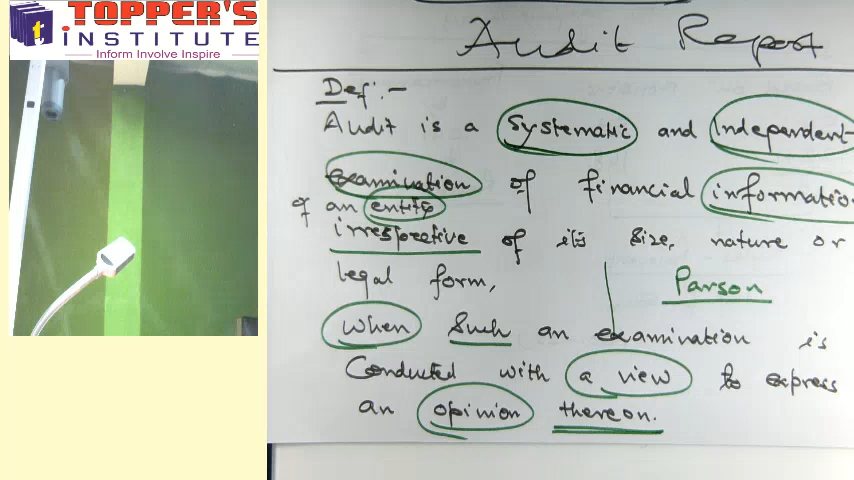 TOPPER'S
INSTITUTE
Inform Involve Inspire
Audit Report
Def:-
Audit is a Systematic and Independent
examination of financial information
of an entity
irrespective of its size, nature or
legal form,
Parson
When Such an examination is
Conducted with a view to express
an opinion thereon.